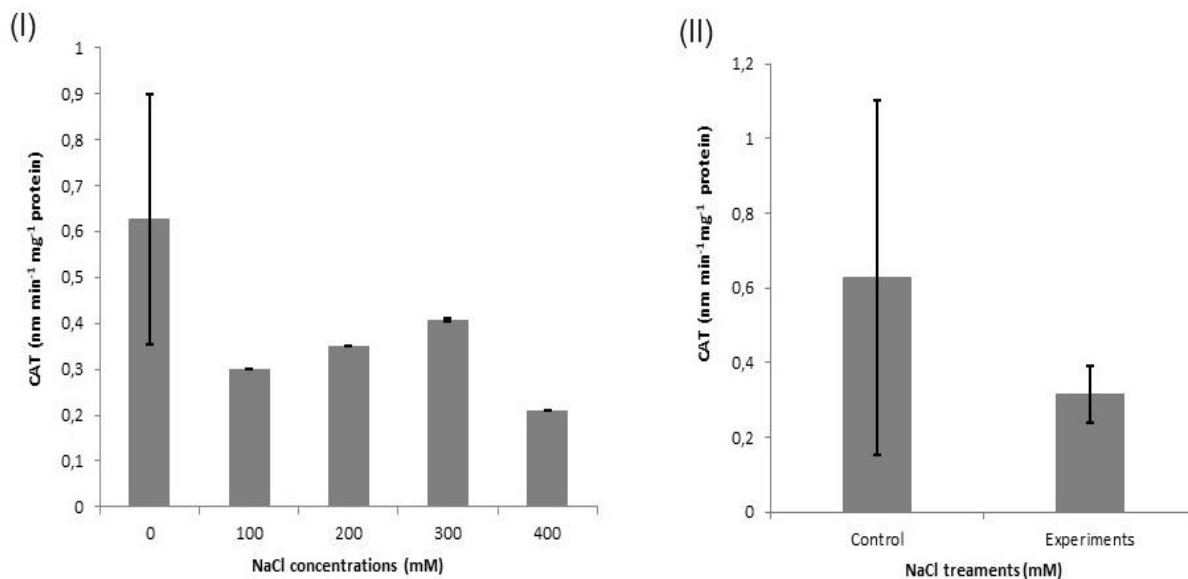 (I)
CAT (nm min⁻¹ mg⁻¹ protein)
1
0,9
0,8
0,7
0,6
0,5
0,4
0,3
0,2
0,1
0
0 100 200 300 400
NaCl concentrations (mM)
(II)
CAT (nm min⁻¹mg⁻¹ protein)
1,2
1
0,8
0,6
0,4
0,2
0
Control Experiments
NaCl treaments (mM)